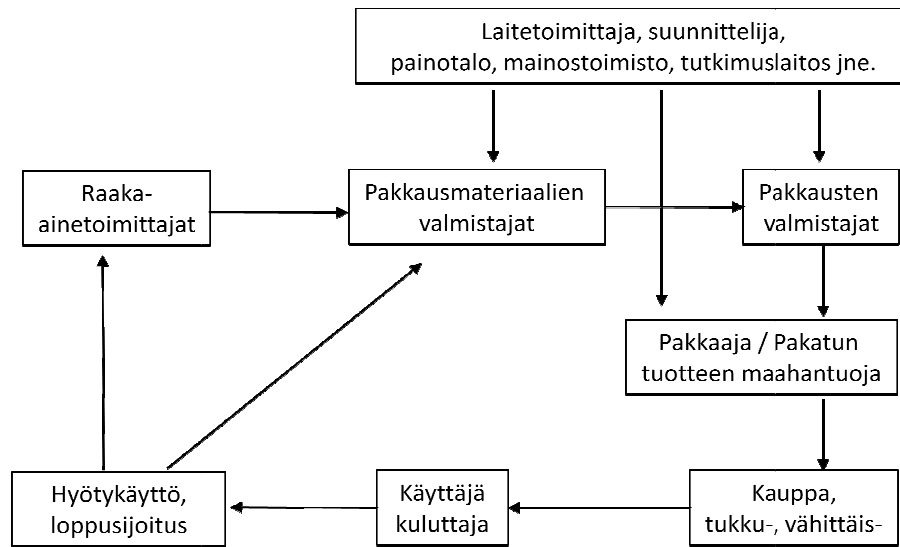 Laitetoimittaja, suunnittelija,
painotalo, mainostoimisto, tutkimuslaitos jne.
Raaka-
ainetoimittajat
Pakkausmateriaalien
valmistajat
Pakkausten
valmistajat
Pakkaaja / Pakatun
tuotteen maahantuoja
Hyötykäyttö,
loppusijoitus
Käyttäjä
kuluttaja
Kauppa,
tukku-, vähittäis-